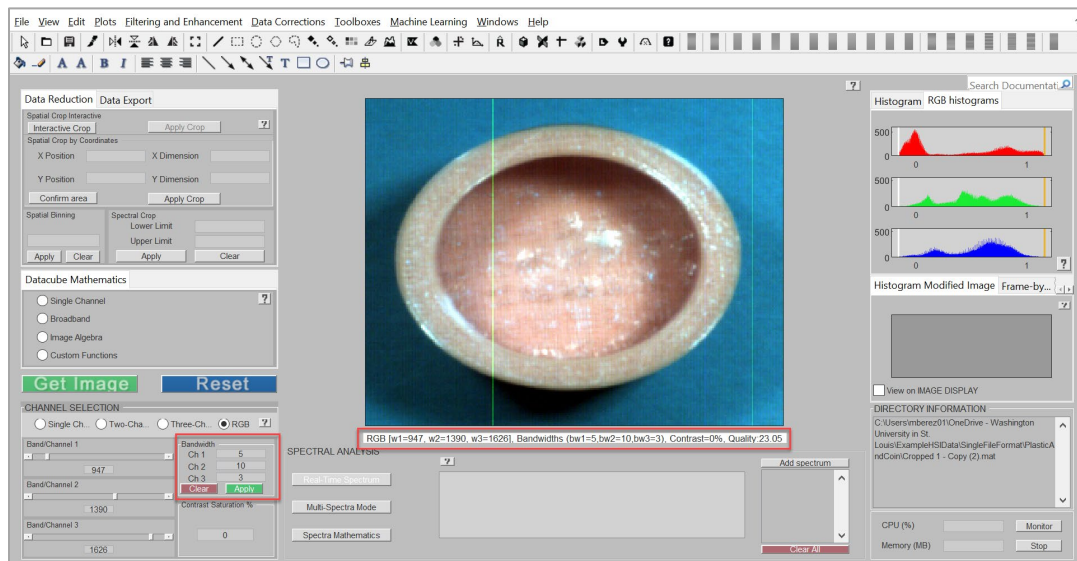 File View Edit Plots Filtering and Enhancement Data Corrections Toolboxes Machine Learning Windows Help
A A B I T
Search Documentat
Data Reduction Data Export
Spatial Crop Interactive
Interactive Crop Apply Crop ?
Spatial Crop by Coordinates
X Position X Dimension
Y Position Y Dimension
Confirm area Apply Crop
Spatial Binning Spectral Crop
Lower Limit
Upper Limit
Apply Clear Apply Clear
Datacube Mathematics
Single Channel ?
Broadband
Image Algebra
Custom Functions
Get Image Reset
CHANNEL SELECTION
Single Ch... Two-Cha... Three-Ch... RGB ?
Band/Channel 1
947
Band/Channel 2
1390
Band/Channel 3
1626
Bandwidth
Ch 1 5
Ch 2 10
Ch 3 3
Clear Apply
Contrast Saturation %
0
?
RGB [w1=947, w2=1390, w3=1626], Bandwidths (bw1=5,bw2=10,bw3=3), Contrast=0%, Quality:23.05
SPECTRAL ANALYSIS
?
Real-Time Spectrum
Multi-Spectra Mode
Spectra Mathematics
Add spectrum
Clear All
Histogram RGB histograms
500
0
0 1
500
0
0 1
500
0
0 1
?
Histogram Modified Image Frame-by...
?
View on IMAGE DISPLAY
DIRECTORY INFORMATION
C:\Users\mberez01\OneDrive - Washington
University in St.
Louis\ExampleHSIData\SingleFileFormat\PlasticA
ndCoin\Cropped 1 - Copy (2).mat
CPU (%) Monitor
Memory (MB) Stop